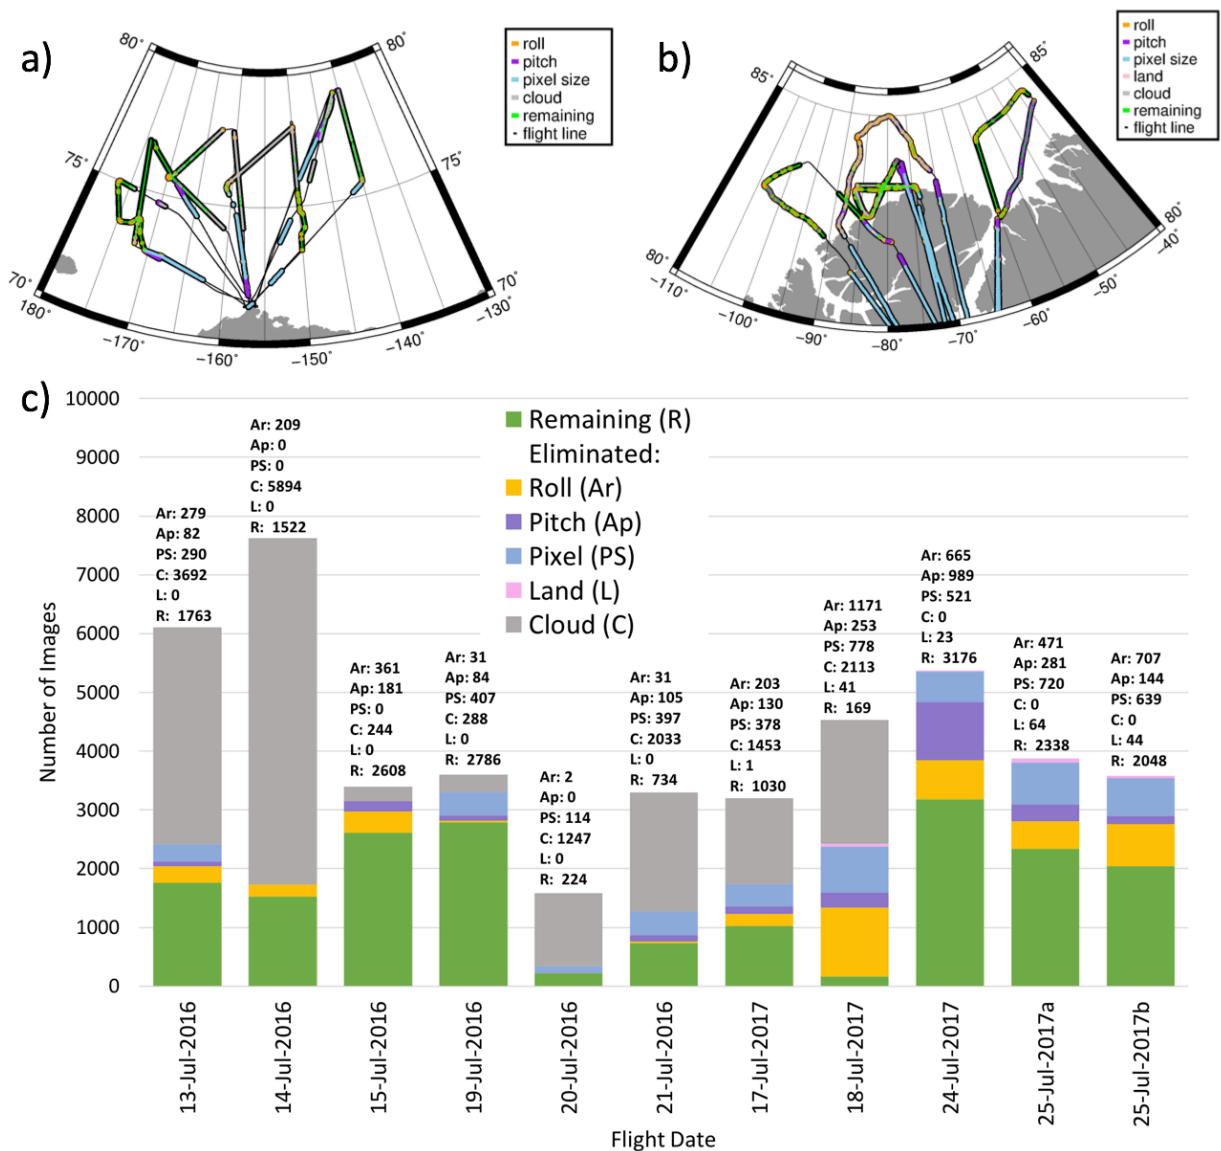 a)
80°
80°
75°
75°
70°
70°
180°
−170°
−160°
−150°
−140°
−130°
roll
pitch
pixel size
cloud
remaining
flight line
b)
85°
85°
80°
80°
−110°
−100°
−90°
−80°
−70°
−60°
−50°
−40°
roll
pitch
pixel size
land
cloud
remaining
flight line
c)
Number of Images
10000
9000
8000
7000
6000
5000
4000
3000
2000
1000
0
Remaining (R)
Eliminated:
Roll (Ar)
Pitch (Ap)
Pixel (PS)
Land (L)
Cloud (C)
Ar: 279
Ap: 82
PS: 290
C: 3692
L: 0
R: 1763
Ar: 209
Ap: 0
PS: 0
C: 5894
L: 0
R: 1522
Ar: 361
Ap: 181
PS: 0
C: 244
L: 0
R: 2608
Ar: 31
Ap: 84
PS: 407
C: 288
L: 0
R: 2786
Ar: 2
Ap: 0
PS: 114
C: 1247
L: 0
R: 224
Ar: 31
Ap: 105
PS: 397
C: 2033
L: 0
R: 734
Ar: 203
Ap: 130
PS: 378
C: 1453
L: 1
R: 1030
Ar: 1171
Ap: 253
PS: 778
C: 2113
L: 41
R: 169
Ar: 665
Ap: 989
PS: 521
C: 0
L: 23
R: 3176
Ar: 471
Ap: 281
PS: 720
C: 0
L: 64
R: 2338
Ar: 707
Ap: 144
PS: 639
C: 0
L: 44
R: 2048
13-Jul-2016
14-Jul-2016
15-Jul-2016
19-Jul-2016
20-Jul-2016
21-Jul-2016
17-Jul-2017
18-Jul-2017
24-Jul-2017
25-Jul-2017a
25-Jul-2017b
Flight Date